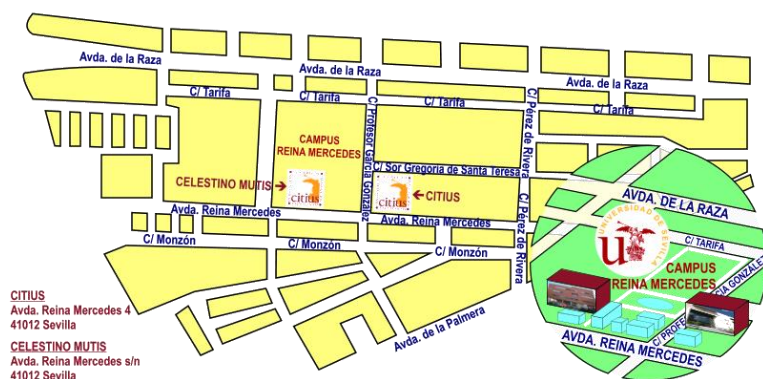 Avda. de la Raza
Avda. de la Raza
Avda. de la Raza
C/ Tarifa
C/ Tarifa
C/ Tarifa
C/ Tarifa
C/ Profesor García González
C/ Pérez de Rivera
CAMPUS
REINA MERCEDES
C/ Sor Gregoria de Santa Teresa
CELESTINO MUTIS
citius
citius
CITIUS
Avda. Reina Mercedes
Avda. Reina Mercedes
C/ Pérez de Rivera
C/ Monzón
C/ Monzón
C/ Monzón
Avda. de la Palmera
CITIUS
Avda. Reina Mercedes 4
41012 Sevilla
CELESTINO MUTIS
Avda. Reina Mercedes s/n
41012 Sevilla
AVDA. DE LA RAZA
UNIVERSIDAD DE SEVILLA
C/ TARIFA
CAMPUS
REINA MERCEDES
AVDA. REINA MERCEDES